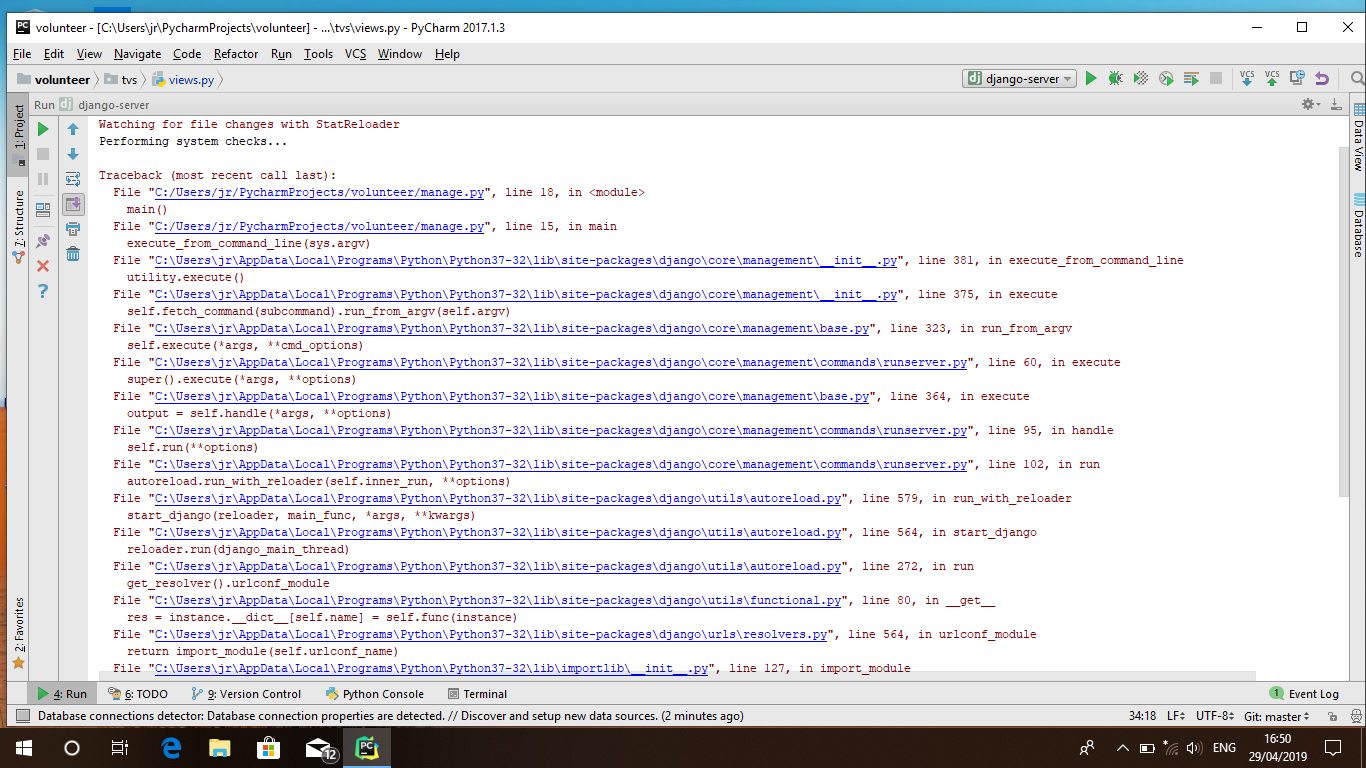 volunteer - [C:\Users\jr\PycharmProjects\volunteer] - ...\tvs\views.py - PyCharm 2017.1.3
File Edit View Navigate Code Refactor Run Tools VCS Window Help
volunteer tvs views.py django-server VCS VCS
Run django-server
1: Project
7: Structure
2: Favorites
Data View
Database
Watching for file changes with StatReloader
Performing system checks...
Traceback (most recent call last):
File "C:/Users/jr/PycharmProjects/volunteer/manage.py", line 18, in <module>
main()
File "C:/Users/jr/PycharmProjects/volunteer/manage.py", line 15, in main
execute_from_command_line(sys.argv)
File "C:\Users\jr\AppData\Local\Programs\Python\Python37-32\lib\site-packages\django\core\management\__init__.py", line 381, in execute_from_command_line
utility.execute()
File "C:\Users\jr\AppData\Local\Programs\Python\Python37-32\lib\site-packages\django\core\management\__init__.py", line 375, in execute
self.fetch_command(subcommand).run_from_argv(self.argv)
File "C:\Users\jr\AppData\Local\Programs\Python\Python37-32\lib\site-packages\django\core\management\base.py", line 323, in run_from_argv
self.execute(*args, **cmd_options)
File "C:\Users\jr\AppData\Local\Programs\Python\Python37-32\lib\site-packages\django\core\management\commands\runserver.py", line 60, in execute
super().execute(*args, **options)
File "C:\Users\jr\AppData\Local\Programs\Python\Python37-32\lib\site-packages\django\core\management\base.py", line 364, in execute
output = self.handle(*args, **options)
File "C:\Users\jr\AppData\Local\Programs\Python\Python37-32\lib\site-packages\django\core\management\commands\runserver.py", line 95, in handle
self.run(**options)
File "C:\Users\jr\AppData\Local\Programs\Python\Python37-32\lib\site-packages\django\core\management\commands\runserver.py", line 102, in run
autoreload.run_with_reloader(self.inner_run, **options)
File "C:\Users\jr\AppData\Local\Programs\Python\Python37-32\lib\site-packages\django\utils\autoreload.py", line 579, in run_with_reloader
start_django(reloader, main_func, *args, **kwargs)
File "C:\Users\jr\AppData\Local\Programs\Python\Python37-32\lib\site-packages\django\utils\autoreload.py", line 564, in start_django
reloader.run(django_main_thread)
File "C:\Users\jr\AppData\Local\Programs\Python\Python37-32\lib\site-packages\django\utils\autoreload.py", line 272, in run
get_resolver().urlconf_module
File "C:\Users\jr\AppData\Local\Programs\Python\Python37-32\lib\site-packages\django\utils\functional.py", line 80, in __get__
res = instance.__dict__[self.name] = self.func(instance)
File "C:\Users\jr\AppData\Local\Programs\Python\Python37-32\lib\site-packages\django\urls\resolvers.py", line 564, in urlconf_module
return import_module(self.urlconf_name)
File "C:\Users\jr\AppData\Local\Programs\Python\Python37-32\lib\importlib\__init__.py", line 127, in import_module
4: Run 6: TODO 9: Version Control Python Console Terminal 1 Event Log
Database connections detector: Database connection properties are detected. // Discover and setup new data sources. (2 minutes ago) 34:18 LF UTF-8 Git: master
12 PC ENG 16:50
29/04/2019